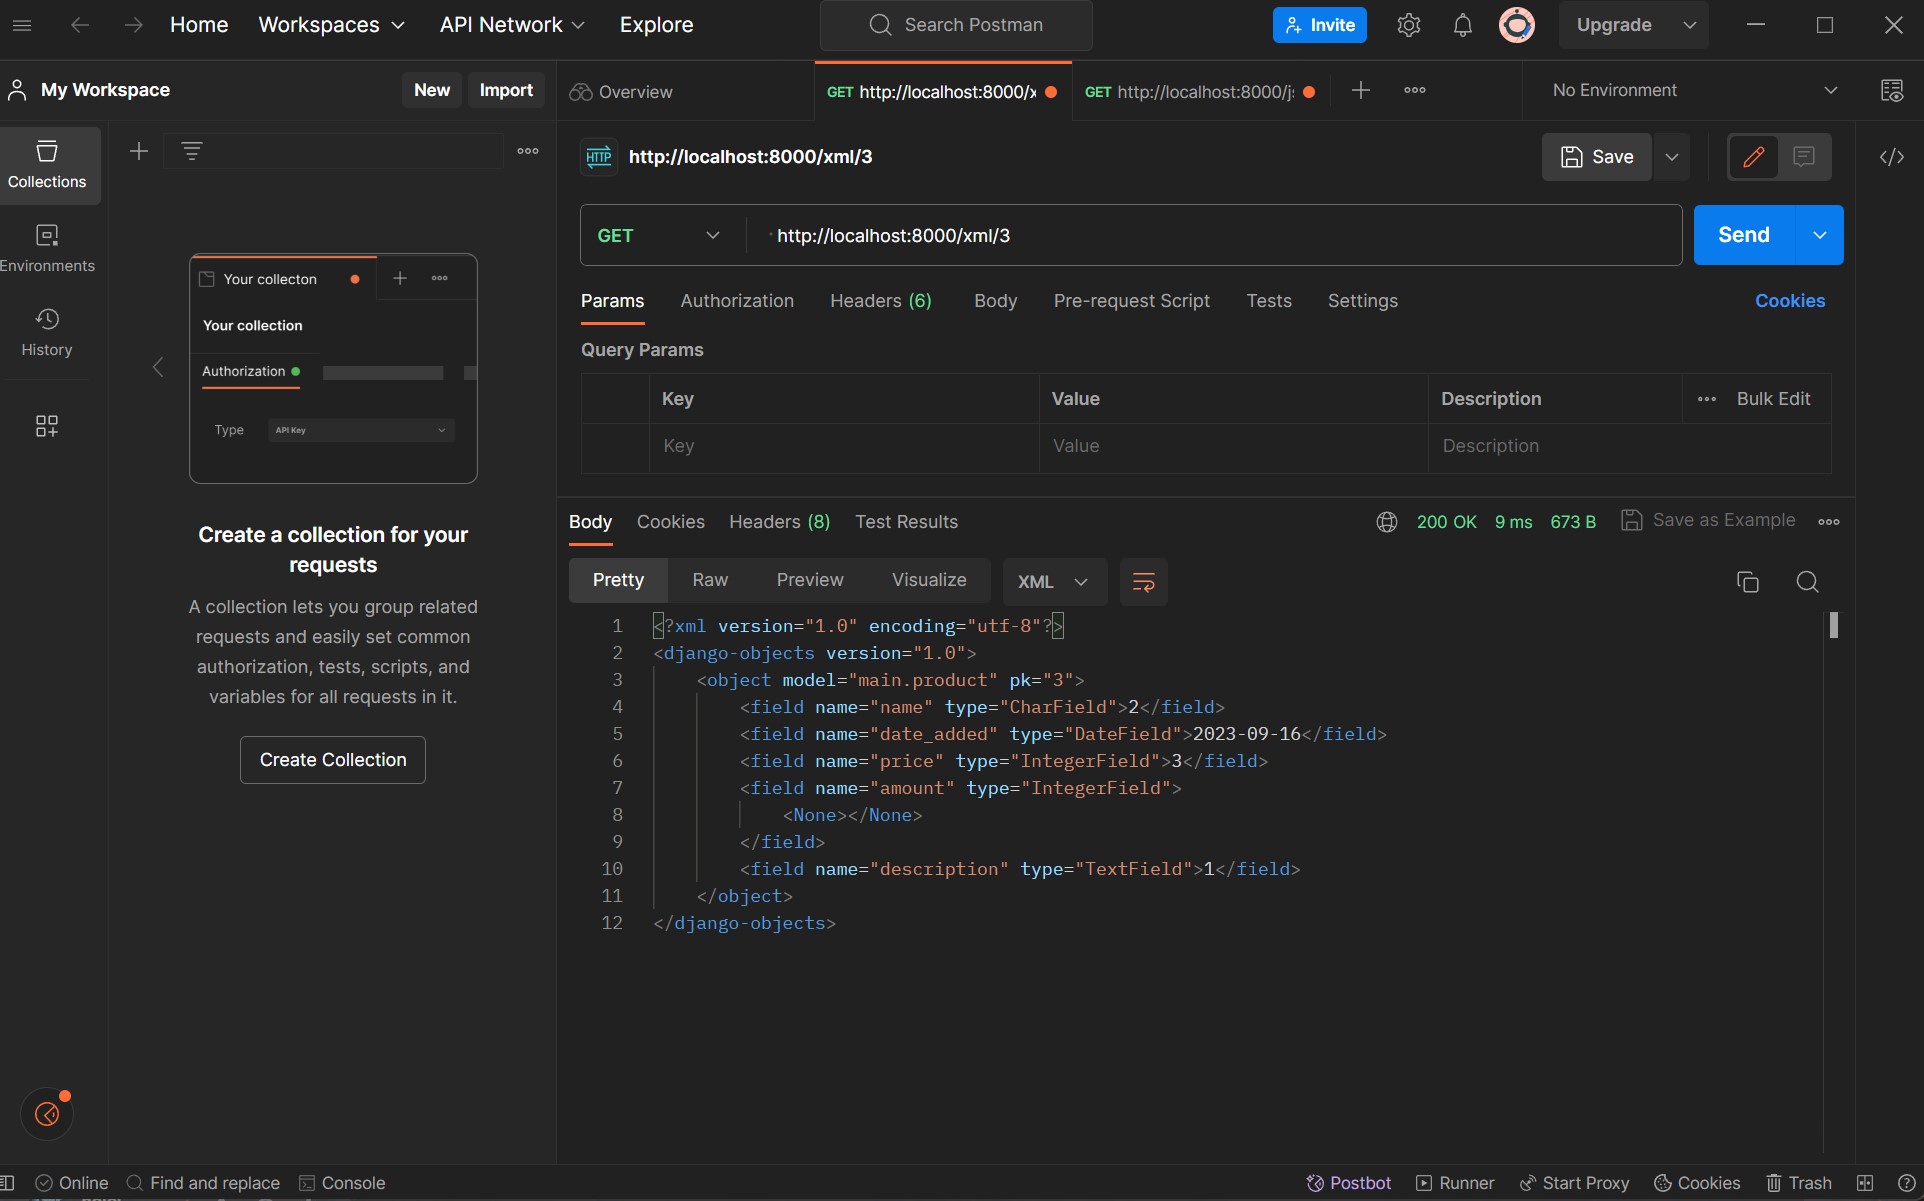 Home Workspaces API Network Explore Search Postman Invite Upgrade
My Workspace New Import Overview GET http://localhost:8000/x GET http://localhost:8000/j No Environment
Collections
Environments
History
Your collecton
Your collection
Authorization
Type API Key
Create a collection for your
requests
A collection lets you group related
requests and easily set common
authorization, tests, scripts, and
variables for all requests in it.
Create Collection
HTTP http://localhost:8000/xml/3 Save
GET http://localhost:8000/xml/3 Send
Params Authorization Headers (6) Body Pre-request Script Tests Settings Cookies
Query Params
Key Value Description Bulk Edit
Key Value Description
Body Cookies Headers (8) Test Results 200 OK 9 ms 673 B Save as Example
Pretty Raw Preview Visualize XML
1 <?xml version="1.0" encoding="utf-8"?>
2 <django-objects version="1.0">
3 <object model="main.product" pk="3">
4 <field name="name" type="CharField">2</field>
5 <field name="date_added" type="DateField">2023-09-16</field>
6 <field name="price" type="IntegerField">3</field>
7 <field name="amount" type="IntegerField">
8 <None></None>
9 </field>
10 <field name="description" type="TextField">1</field>
11 </object>
12 </django-objects>
Online Find and replace Console Postbot Runner Start Proxy Cookies Trash